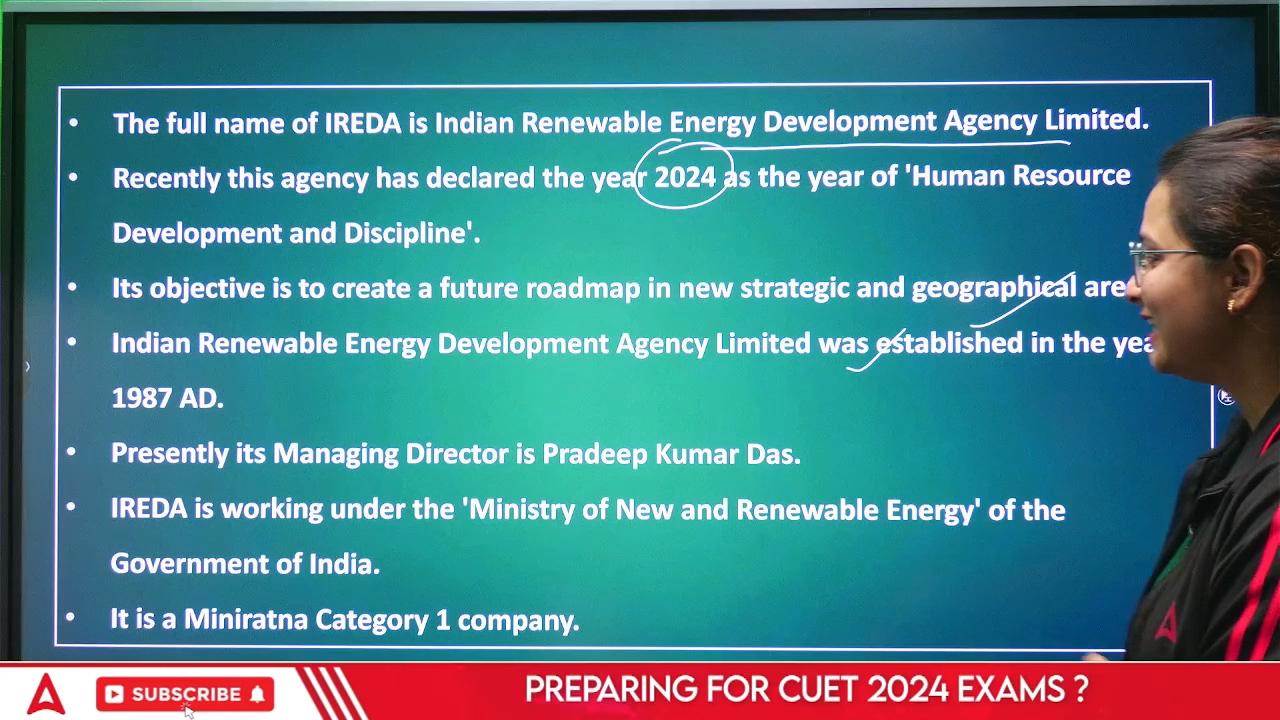 The full name of IREDA is Indian Renewable Energy Development Agency Limited.
Recently this agency has declared the year 2024 as the year of 'Human Resource
Development and Discipline'.
Its objective is to create a future roadmap in new strategic and geographical
Indian Renewable Energy Development Agency Limited was established in the
1987 AD.
Presently its Managing Director is Pradeep Kumar Das.
IREDA is working under the 'Ministry of New and Renewable Energy' of the
Government of India.
It is a Miniratna Category 1 company.
SUBSCRIBE
PREPARING FOR CUET 2024 EXAMS ?